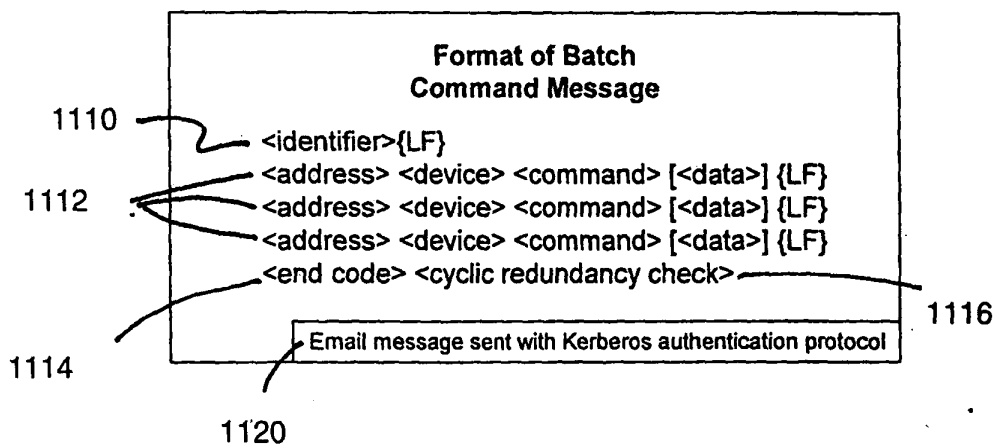 Format of Batch
Command Message
1110
<identifier>{LF}
<address> <device> <command> [<data>] {LF}
1112
<address> <device> <command> [<data>] {LF}
<address> <device> <command> [<data>] {LF}
<end code> <cyclic redundancy check>
1116
Email message sent with Kerberos authentication protocol
1114
1120